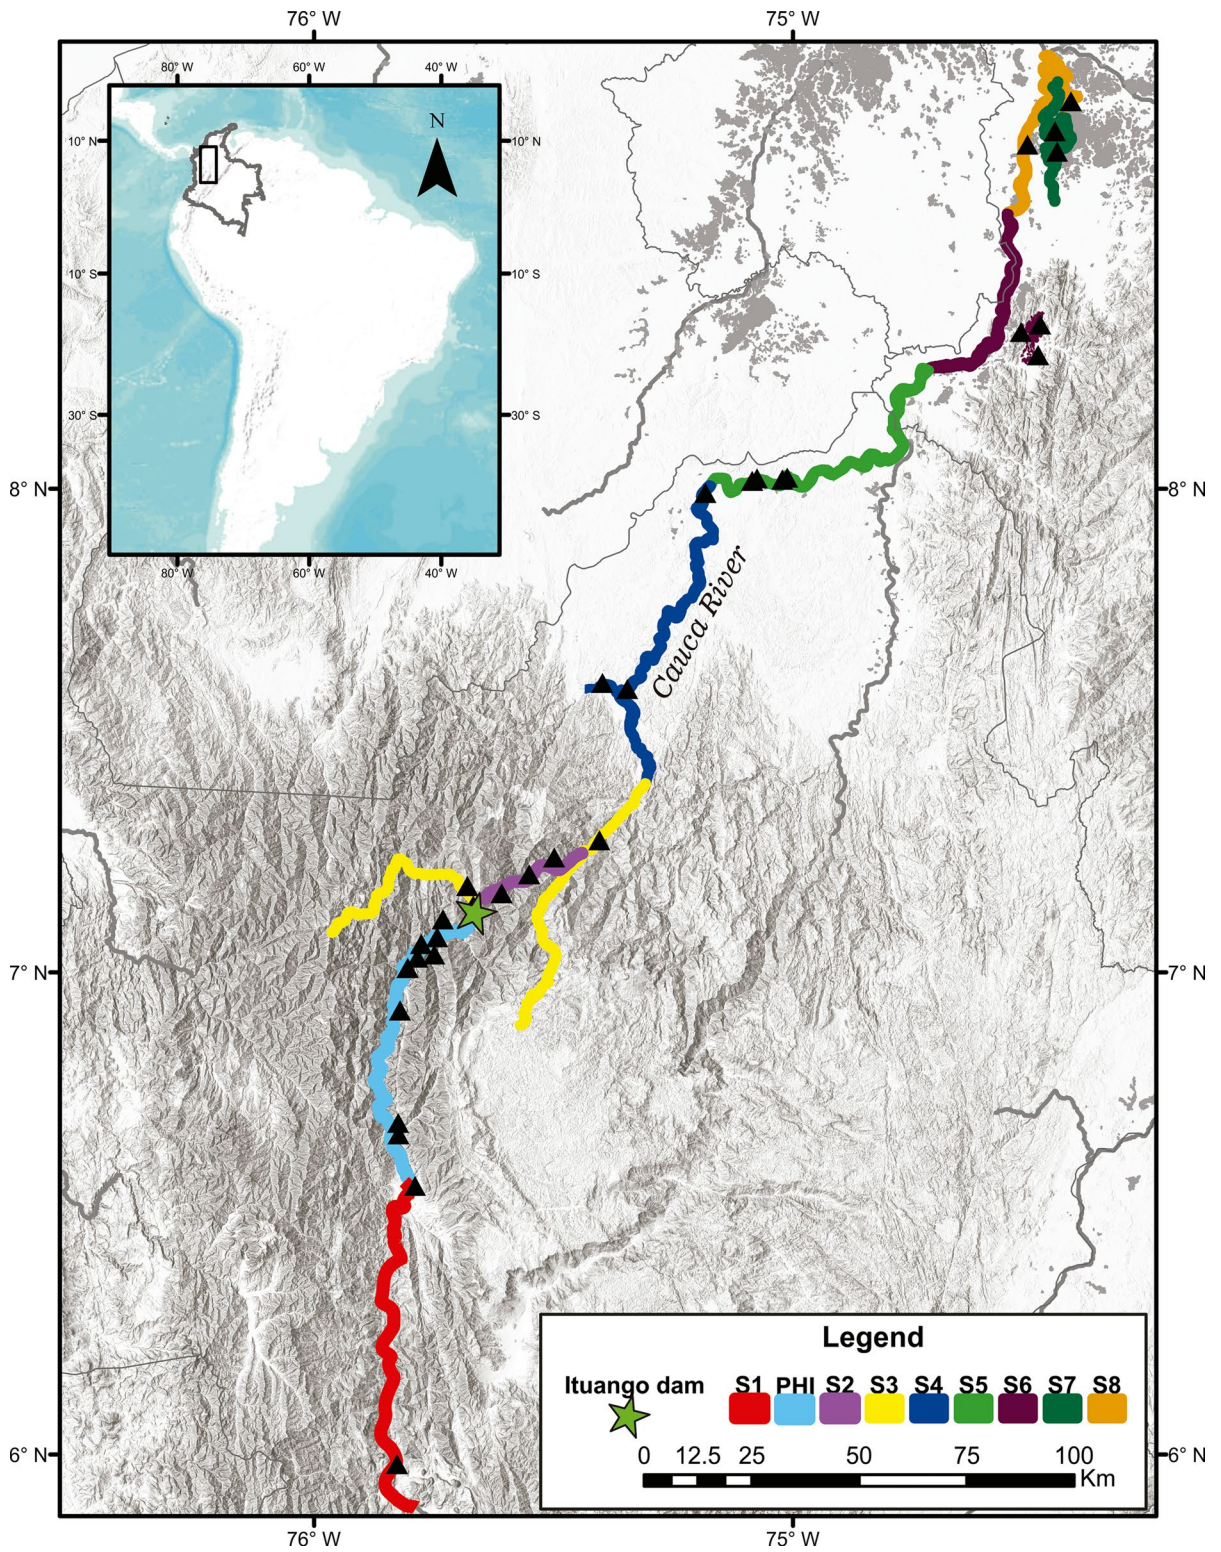 76° W 75° W
80° W 60° W 40° W
N
10° N 10° N
10° S 10° S
30° S 30° S
8° N 8° N
80° W 60° W 40° W
Cauca River
7° N 7° N
Legend
Ituango dam S1 PHI S2 S3 S4 S5 S6 S7 S8
0 12.5 25 50 75 100
Km
6° N 6° N
76° W 75° W